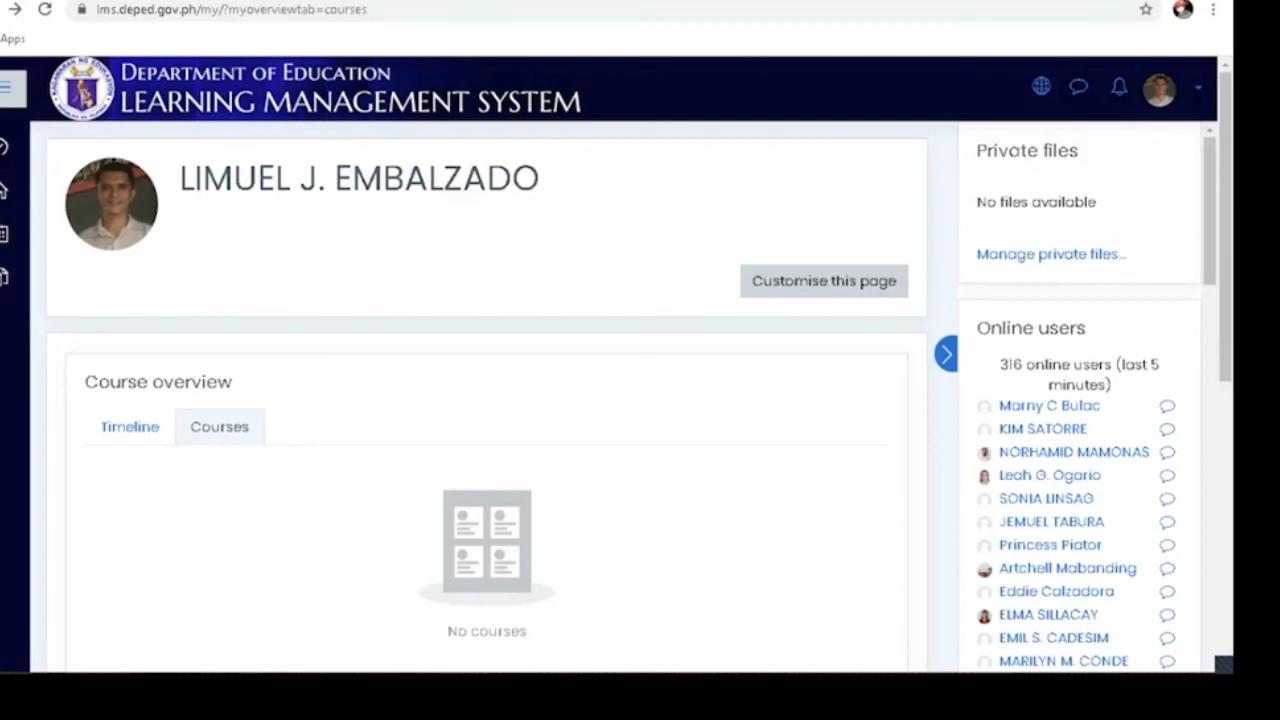 lms.deped.gov.ph/my/?myoverviewtab=courses
Apps
DEPARTMENT OF EDUCATION
LEARNING MANAGEMENT SYSTEM
LIMUEL J. EMBALZADO
Customise this page
Course overview
Timeline
Courses
No courses
Private files
No files available
Manage private files...
Online users
316 online users (last 5
minutes)
Marny C Bulac
KIM SATORRE
NORHAMID MAMONAS
Leah G. Ogario
SONIA LINSAG
JEMUEL TABURA
Princess Piator
Artchell Mabanding
Eddie Calzadora
ELMA SILLACAY
EMIL S. CADESIM
MARILYN M. CONDE